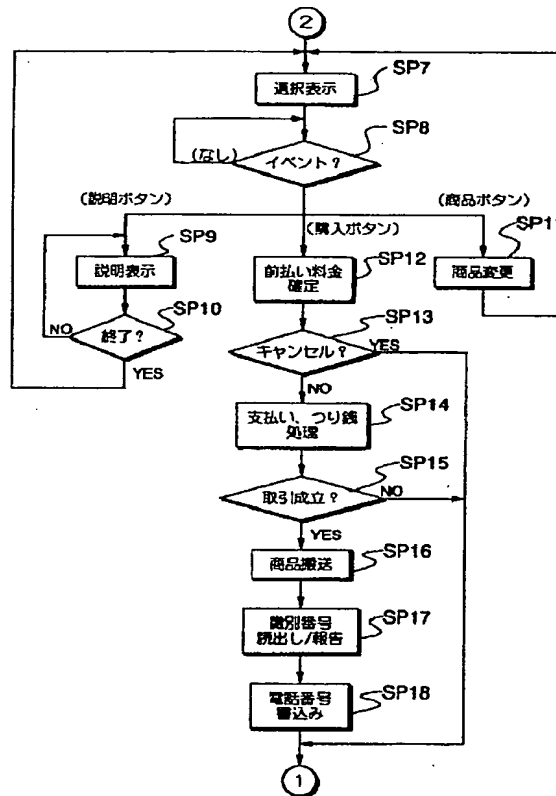 2
SP7
選択表示
SP8
(なし)
イベント?
(説明ボタン)
(購入ボタン)
(商品ボタン)
SP9
説明表示
SP10
NO
終了?
YES
SP12
前払い料金
確定
SP11
商品変更
SP13
キャンセル?
YES
NO
SP14
支払い、つり銭
処理
SP15
取引成立?
NO
YES
SP16
商品搬送
SP17
識別番号
読出し/報告
SP18
電話番号
書込み
1